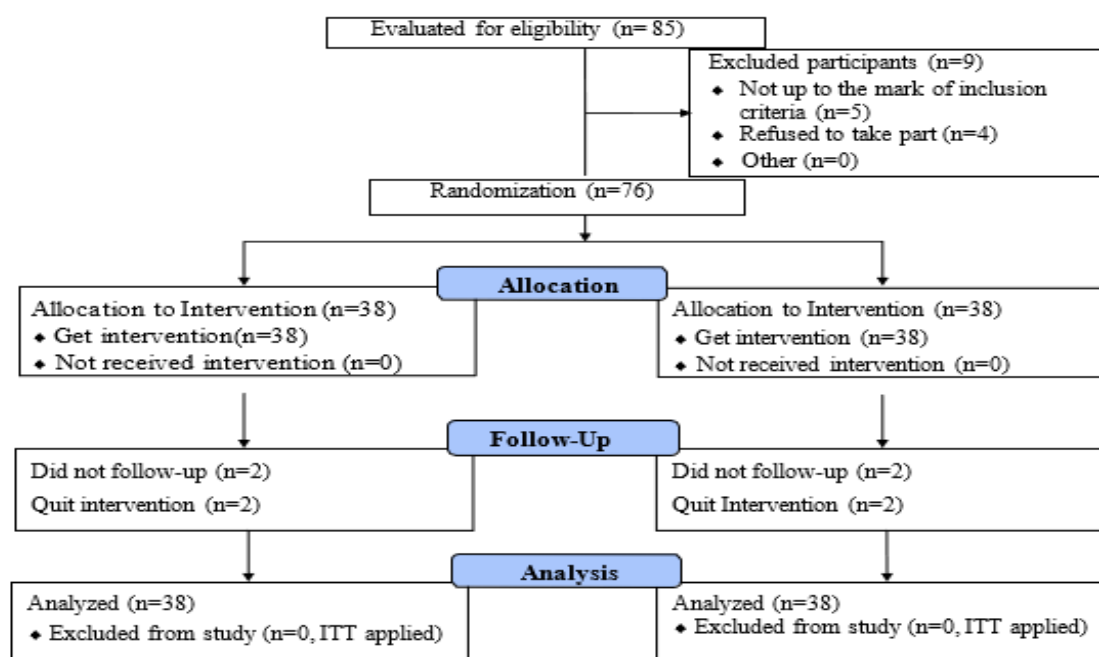 Evaluated for eligibility (n= 85)
Excluded participants (n=9)
◆ Not up to the mark of inclusion
criteria (n=5)
◆ Refused to take part (n=4)
◆ Other (n=0)
Randomization (n=76)
Allocation
Allocation to Intervention (n=38)
◆ Get intervention(n=38)
◆ Not received intervention (n=0)
Allocation to Intervention (n=38)
◆ Get intervention (n=38)
◆ Not received intervention (n=0)
Follow-Up
Did not follow-up (n=2)
Quit intervention (n=2)
Did not follow-up (n=2)
Quit Intervention (n=2)
Analysis
Analyzed (n=38)
◆ Excluded from study (n=0, ITT applied)
Analyzed (n=38)
◆ Excluded from study (n=0, ITT applied)